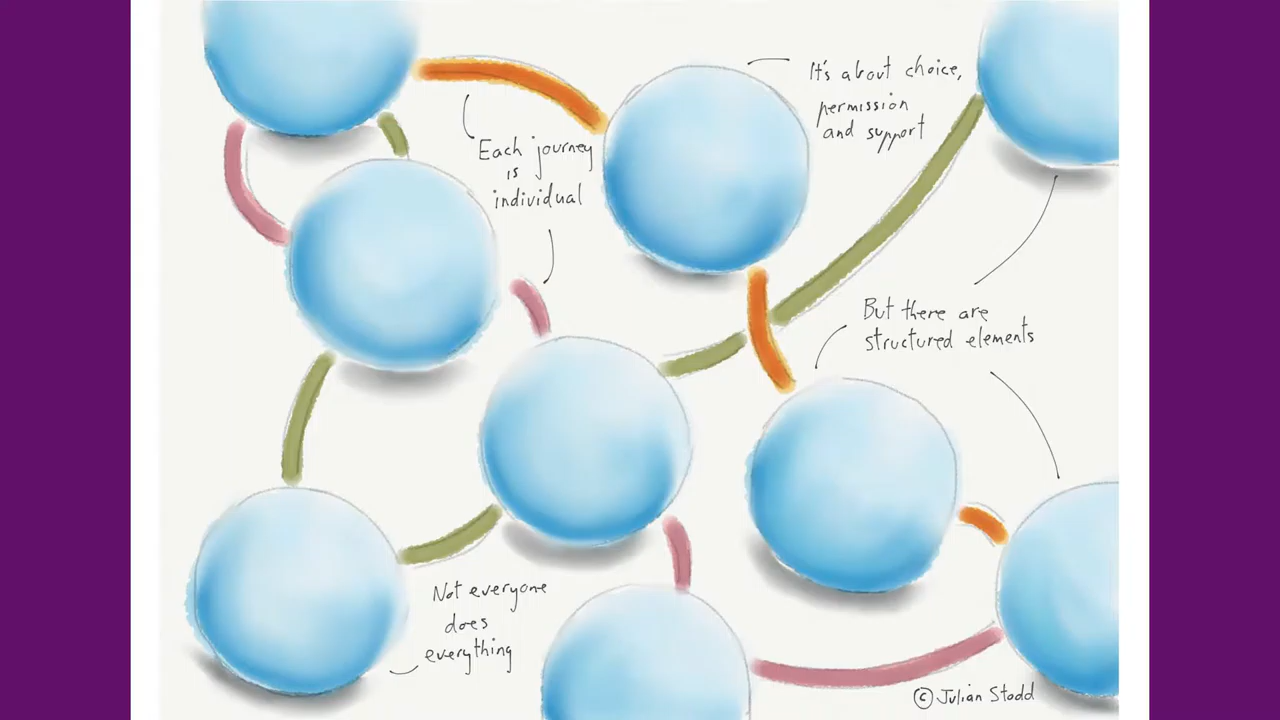 It's about choice,
permission
and support
Each journey
is
individual
But there are
structured elements
Not everyone
does
everything
© Julian Stodd